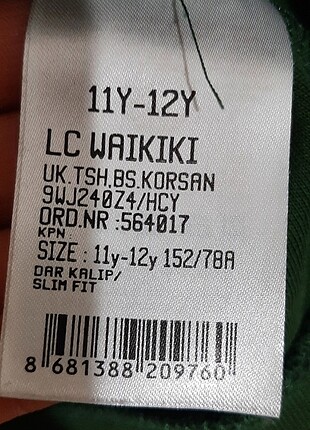 11Y-12Y
LC WAIKIKI
UK.TSH.BS.KORSAN
9WJ240Z4/HCY
ORD.NR :564017
KPN
SIZE : 11y-12y 152/78A
DAR KALIP/
SLIM FIT
8 681388 209760